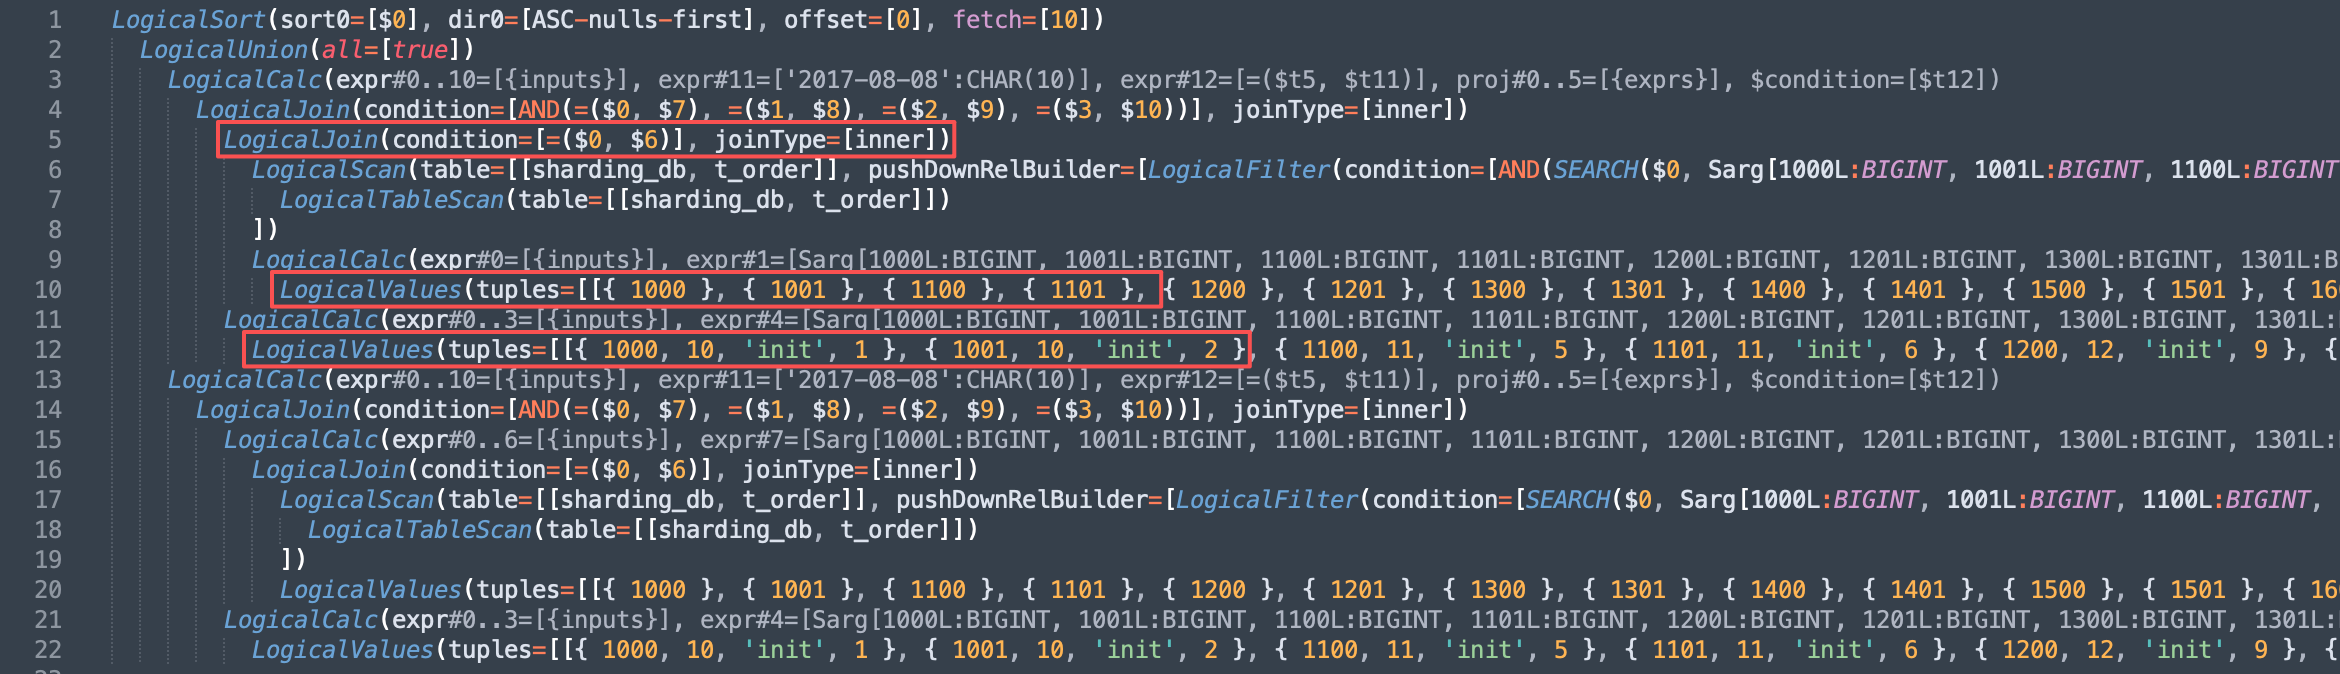 1 LogicalSort(sort0=[$0], dir0=[ASC-nulls-first], offset=[0], fetch=[10])
2 LogicalUnion(all=[true])
3 LogicalCalc(expr#0..10=[{inputs}], expr#11=['2017-08-08':CHAR(10)], expr#12=[=($t5, $t11)], proj#0..5=[{exprs}], $condition=[$t12])
4 LogicalJoin(condition=[AND(=($0, $7), =($1, $8), =($2, $9), =($3, $10))], joinType=[inner])
5 LogicalJoin(condition=[=($0, $6)], joinType=[inner])
6 LogicalScan(table=[[sharding_db, t_order]], pushDownRelBuilder=[LogicalFilter(condition=[AND(SEARCH($0, Sarg[1000L:BIGINT, 1001L:BIGINT, 1100L:BIGINT
7 LogicalTableScan(table=[[sharding_db, t_order]])
8 ])
9 LogicalCalc(expr#0=[{inputs}], expr#1=[Sarg[1000L:BIGINT, 1001L:BIGINT, 1100L:BIGINT, 1101L:BIGINT, 1200L:BIGINT, 1201L:BIGINT, 1300L:BIGINT, 1301L:B
10 LogicalValues(tuples=[[{ 1000 }, { 1001 }, { 1100 }, { 1101 }, { 1200 }, { 1201 }, { 1300 }, { 1301 }, { 1400 }, { 1401 }, { 1500 }, { 1501 }, { 16
11 LogicalCalc(expr#0..3=[{inputs}], expr#4=[Sarg[1000L:BIGINT, 1001L:BIGINT, 1100L:BIGINT, 1101L:BIGINT, 1200L:BIGINT, 1201L:BIGINT, 1300L:BIGINT, 1301L:
12 LogicalValues(tuples=[[{ 1000, 10, 'init', 1 }, { 1001, 10, 'init', 2 }, { 1100, 11, 'init', 5 }, { 1101, 11, 'init', 6 }, { 1200, 12, 'init', 9 }, {
13 LogicalCalc(expr#0..10=[{inputs}], expr#11=['2017-08-08':CHAR(10)], expr#12=[=($t5, $t11)], proj#0..5=[{exprs}], $condition=[$t12])
14 LogicalJoin(condition=[AND(=($0, $7), =($1, $8), =($2, $9), =($3, $10))], joinType=[inner])
15 LogicalCalc(expr#0..6=[{inputs}], expr#7=[Sarg[1000L:BIGINT, 1001L:BIGINT, 1100L:BIGINT, 1101L:BIGINT, 1200L:BIGINT, 1201L:BIGINT, 1300L:BIGINT, 1301L:
16 LogicalJoin(condition=[=($0, $6)], joinType=[inner])
17 LogicalScan(table=[[sharding_db, t_order]], pushDownRelBuilder=[LogicalFilter(condition=[SEARCH($0, Sarg[1000L:BIGINT, 1001L:BIGINT, 1100L:BIGINT,
18 LogicalTableScan(table=[[sharding_db, t_order]])
19 ])
20 LogicalValues(tuples=[[{ 1000 }, { 1001 }, { 1100 }, { 1101 }, { 1200 }, { 1201 }, { 1300 }, { 1301 }, { 1400 }, { 1401 }, { 1500 }, { 1501 }, { 16
21 LogicalCalc(expr#0..3=[{inputs}], expr#4=[Sarg[1000L:BIGINT, 1001L:BIGINT, 1100L:BIGINT, 1101L:BIGINT, 1200L:BIGINT, 1201L:BIGINT, 1300L:BIGINT, 1301L:
22 LogicalValues(tuples=[[{ 1000, 10, 'init', 1 }, { 1001, 10, 'init', 2 }, { 1100, 11, 'init', 5 }, { 1101, 11, 'init', 6 }, { 1200, 12, 'init', 9 }, {